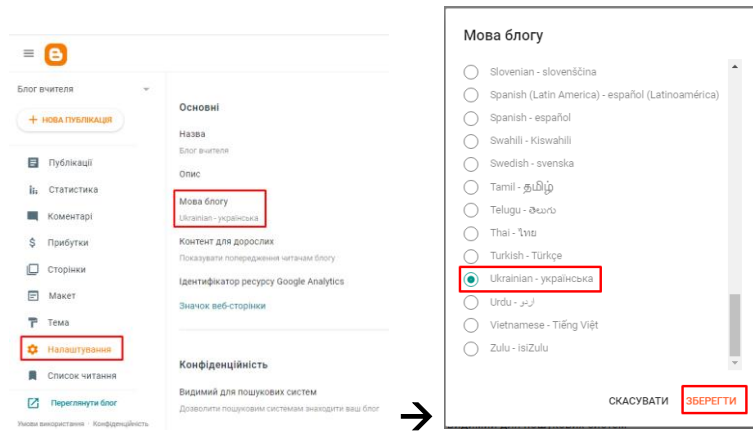 Блог вчителя
+ НОВА ПУБЛІКАЦІЯ
Публікації
Статистика
Коментарі
$ Прибутки
Сторінки
Макет
Тема
Налаштування
Список читання
Переглянути блог
Умови використання · Конфіденційність
Основні
Назва
Блог вчителя
Опис
Мова блогу
Ukrainian - українська
Контент для дорослих
Показувати попередження читачам блогу
Ідентифікатор ресурсу Google Analytics
Значок веб-сторінки
Конфіденційність
Видимий для пошукових систем
Дозволити пошуковим системам знаходити ваш блог
Мова блогу
Slovenian - slovenščina
Spanish (Latin America) - español (Latinoamérica)
Spanish - español
Swahili - Kiswahili
Swedish - svenska
Tamil - தமிழ்
Telugu - తెలుగు
Thai - ไทย
Turkish - Türkçe
Ukrainian - українська
Urdu - اردو
Vietnamese - Tiếng Việt
Zulu - isiZulu
СКАСУВАТИ ЗБЕРЕГТИ